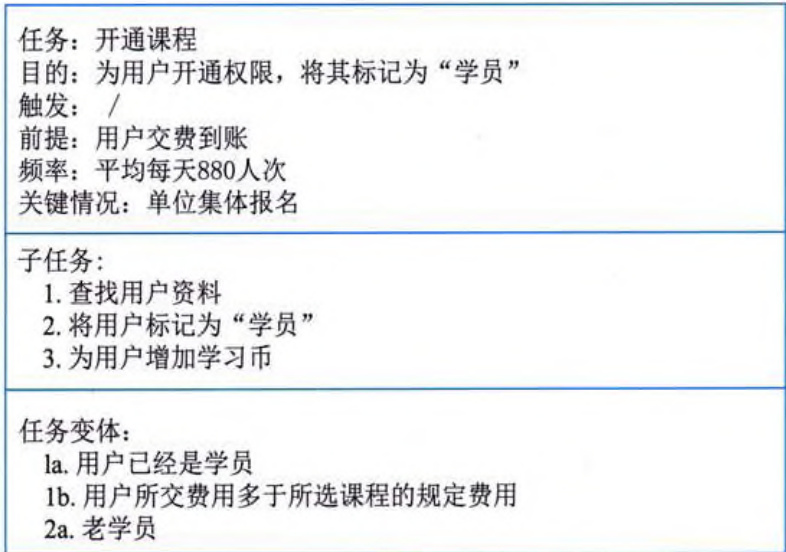 任务：开通课程
目的：为用户开通权限，将其标记为“学员”
触发： /
前提：用户交费到账
频率：平均每天880人次
关键情况：单位集体报名
子任务：
1. 查找用户资料
2. 将用户标记为“学员”
3. 为用户增加学习币
任务变体：
1a. 用户已经是学员
1b. 用户所交费用多于所选课程的规定费用
2a. 老学员